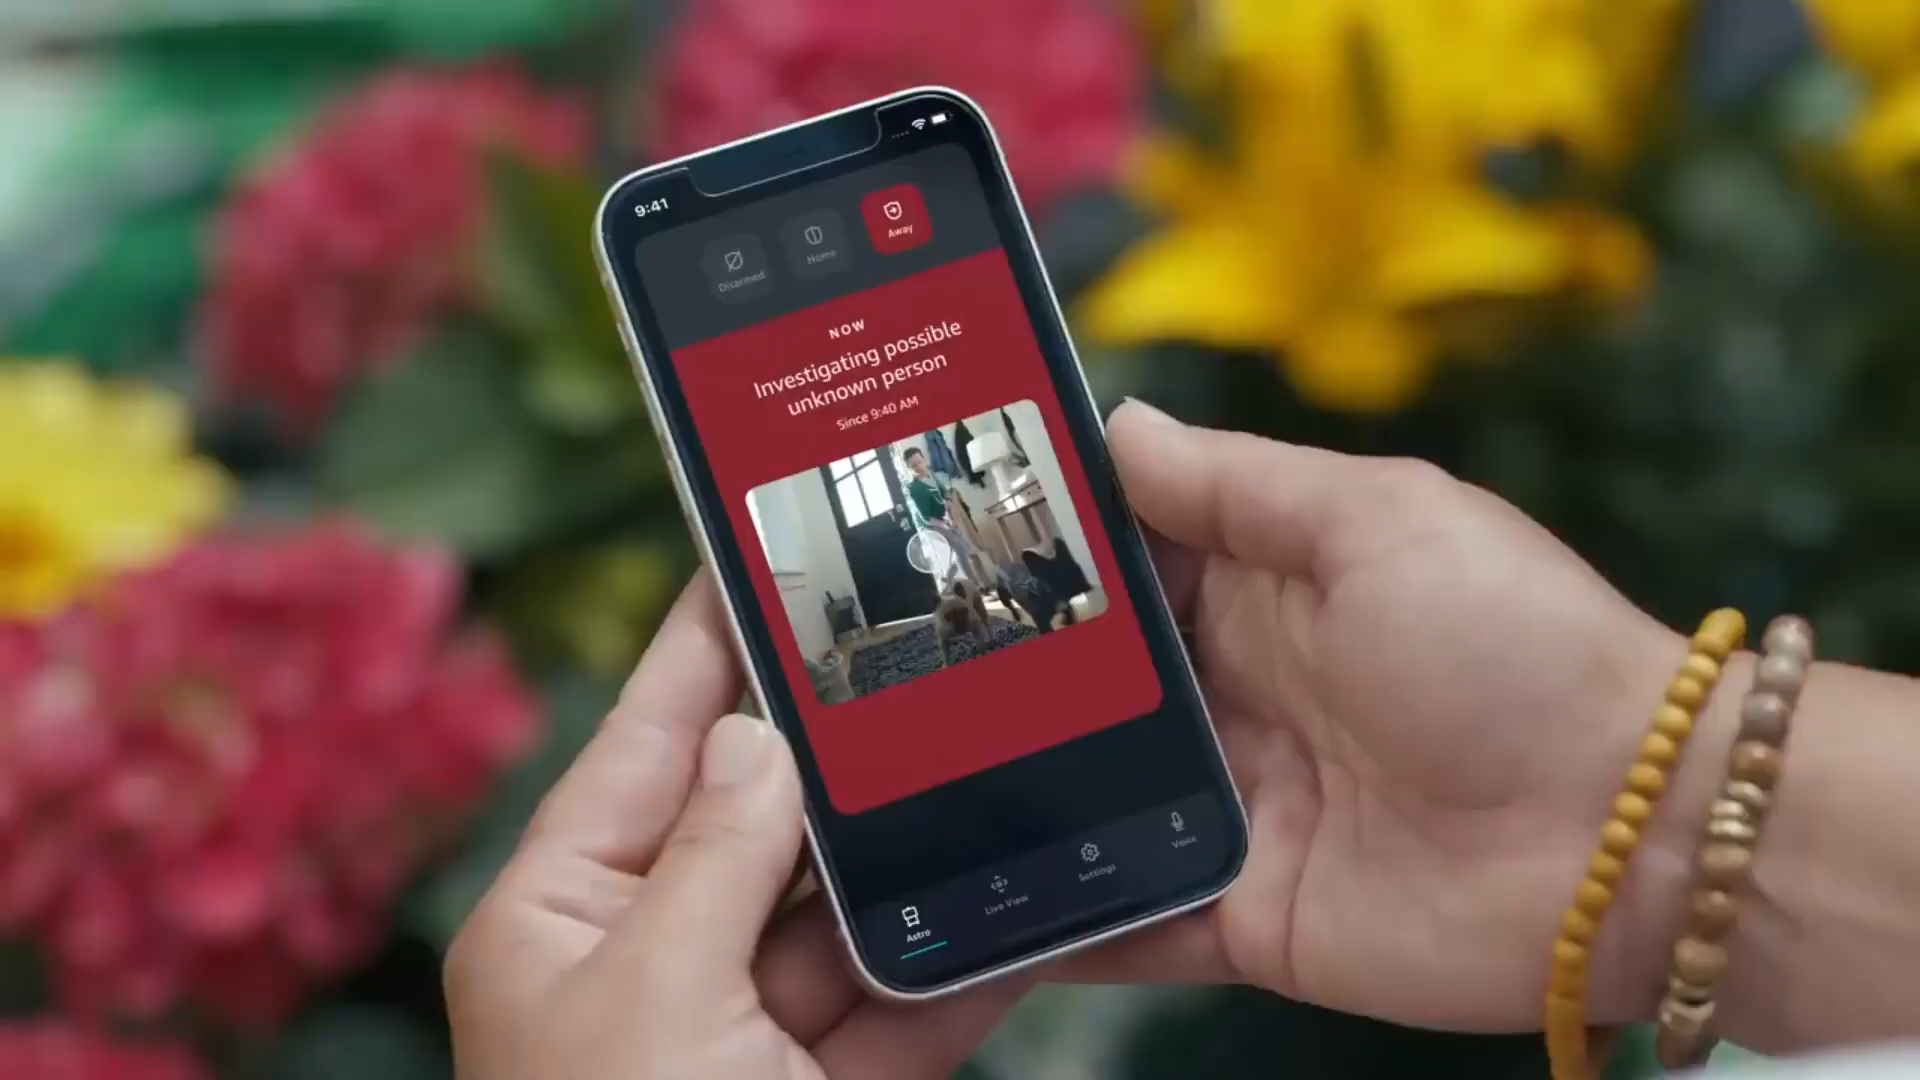 9:41
Disarmed
Home
Away
NOW
Investigating possible
unknown person
Since 9:40 AM
Astro
Live View
Settings
Voice